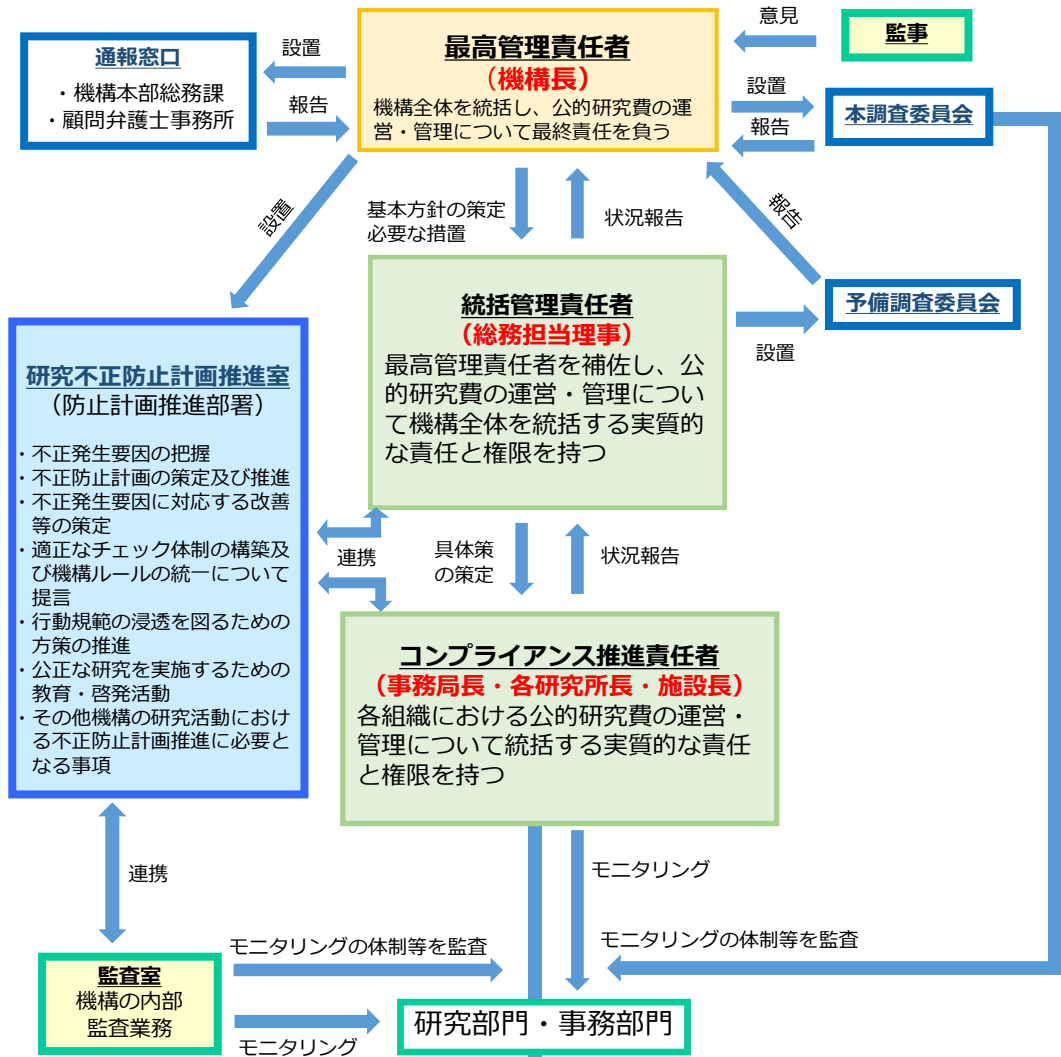 通報窓口
・機構本部総務課
・顧問弁護士事務所
設置
報告
最高管理責任者
（機構長）
機構全体を統括し、公的研究費の運
営・管理について最終責任を負う
意見
監事
設置
報告
本調査委員会
設置
基本方針の策定
必要な措置
状況報告
報告
統括管理責任者
（総務担当理事）
最高管理責任者を補佐し、公
的研究費の運営・管理につい
て機構全体を統括する実質的
な責任と権限を持つ
予備調査委員会
設置
研究不正防止計画推進室
（防止計画推進部署）
・不正発生要因の把握
・不正防止計画の策定及び推進
・不正発生要因に対応する改善
等の策定
・適正なチェック体制の構築及
び機構ルールの統一について
提言
・行動規範の浸透を図るための
方策の推進
・公正な研究を実施するための
教育・啓発活動
・その他機構の研究活動におけ
る不正防止計画推進に必要と
なる事項
連携
具体策
の策定
状況報告
コンプライアンス推進責任者
（事務局長・各研究所長・施設長）
各組織における公的研究費の運営・
管理について統括する実質的な責任
と権限を持つ
連携
モニタリング
モニタリングの体制等を監査
モニタリングの体制等を監査
監査室
機構の内部
監査業務
モニタリング
研究部門・事務部門